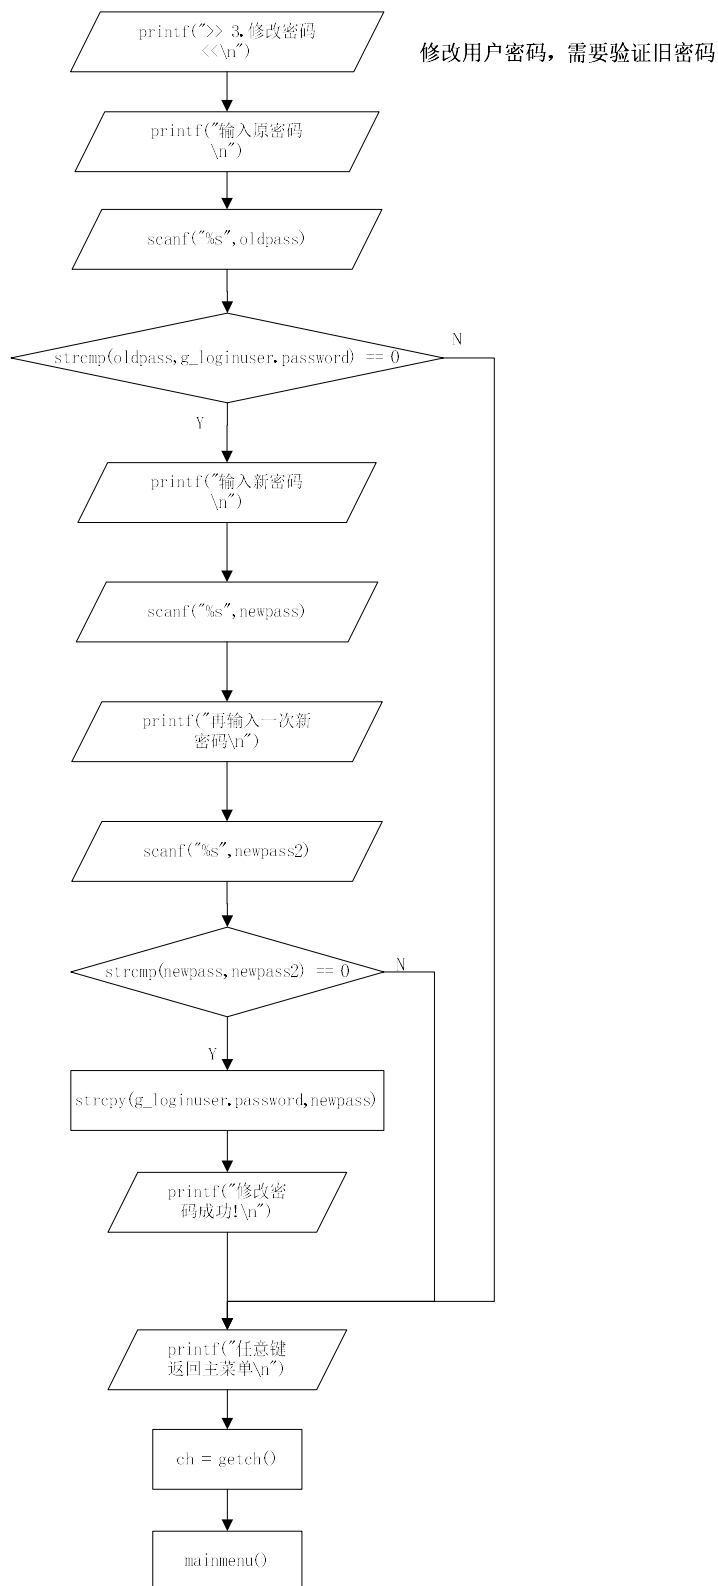 printf(">> 3.修改密码
<<\n")
修改用户密码，需要验证旧密码
printf("输入原密码
\n")
scanf("%s",oldpass)
N
strcmp(oldpass,g_loginuser.password) == 0
Y
printf("输入新密码
\n")
scanf("%s",newpass)
printf("再输入一次新
密码\n")
scanf("%s",newpass2)
N
strcmp(newpass,newpass2) == 0
Y
strcpy(g_loginuser.password,newpass)
printf("修改密
码成功!\n")
printf("任意键
返回主菜单\n")
ch = getch()
mainmenu()